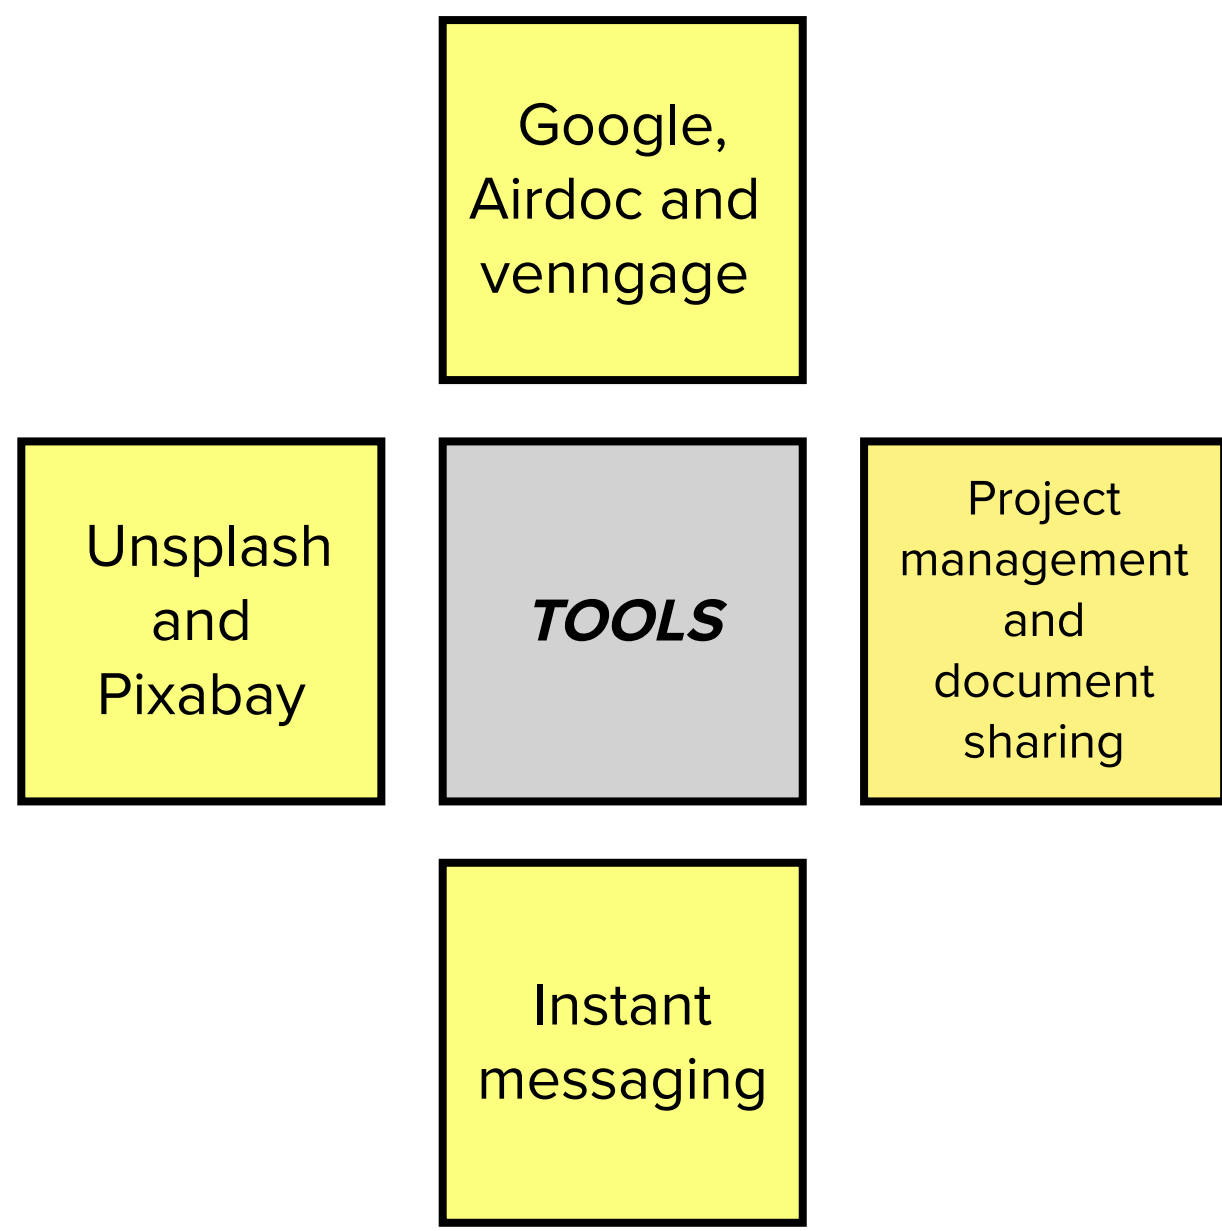 Google,
Airdoc and
venngage
Unsplash
and
Pixabay
TOOLS
Project
management
and
document
sharing
Instant
messaging